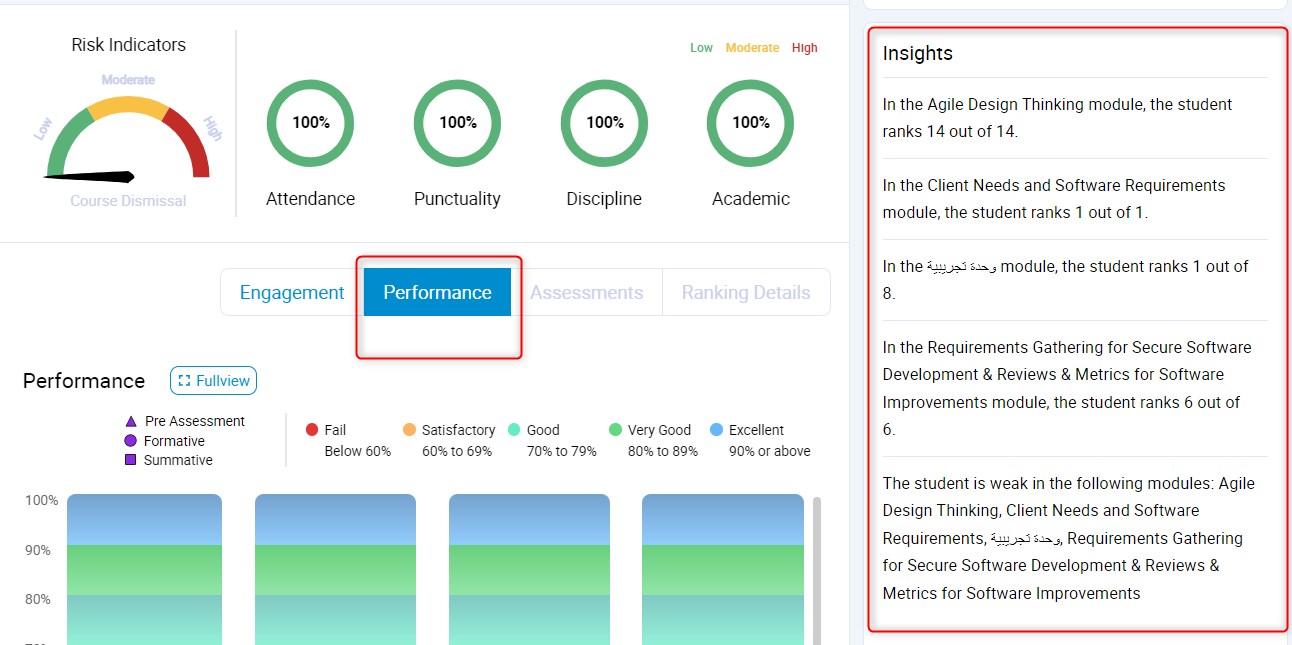 Risk Indicators
Moderate
Low
High
Course Dismissal
Low Moderate High
100% 100% 100% 100%
Attendance Punctuality Discipline Academic
Engagement Performance Assessments Ranking Details
Performance Fullview
Pre Assessment
Formative
Summative
Fail Satisfactory Good Very Good Excellent
Below 60% 60% to 69% 70% to 79% 80% to 89% 90% or above
100%
90%
80%
Insights
In the Agile Design Thinking module, the student
ranks 14 out of 14.
In the Client Needs and Software Requirements
module, the student ranks 1 out of 1.
In the وحدة تجريبية module, the student ranks 1 out of
8.
In the Requirements Gathering for Secure Software
Development & Reviews & Metrics for Software
Improvements module, the student ranks 6 out of
6.
The student is weak in the following modules: Agile
Design Thinking, Client Needs and Software
Requirements, وحدة تجريبية, Requirements Gathering
for Secure Software Development & Reviews &
Metrics for Software Improvements